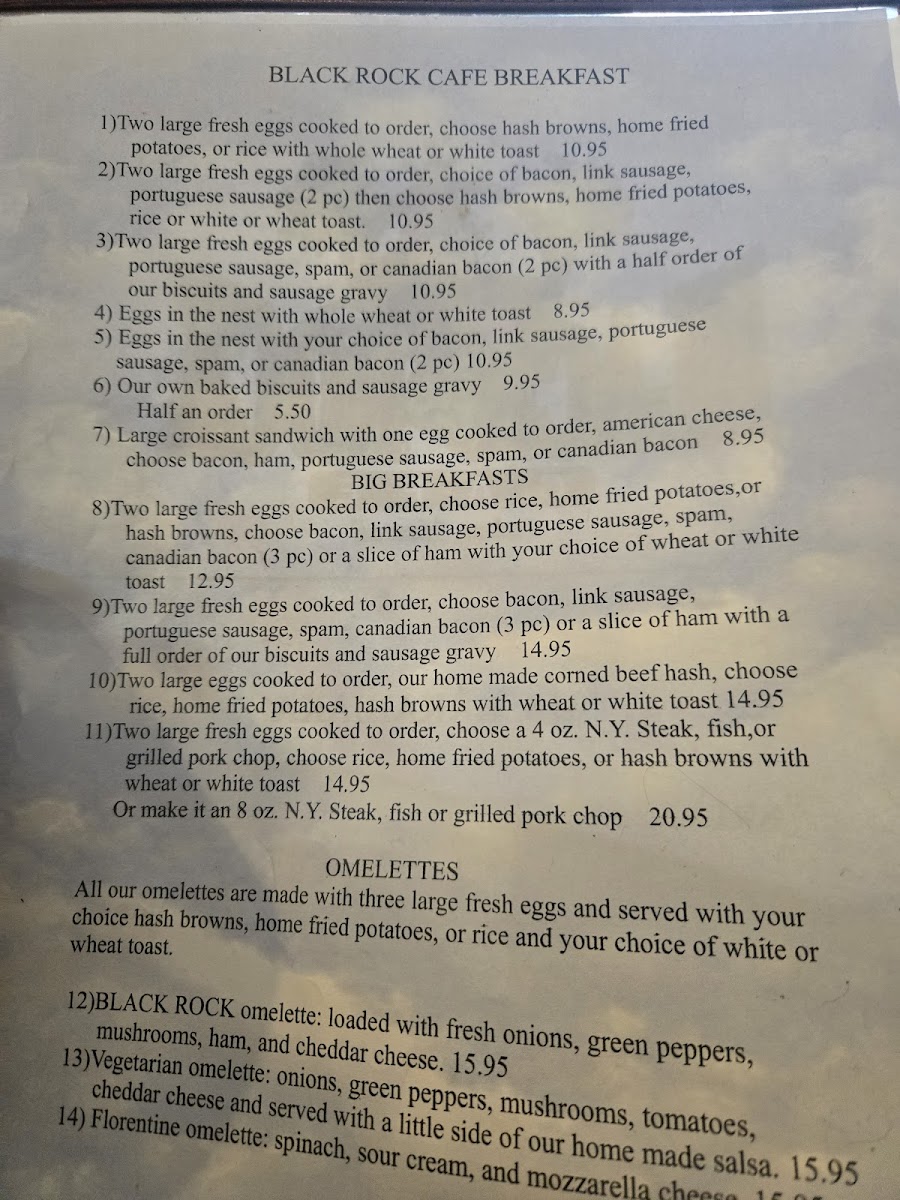 BLACK ROCK CAFE BREAKFAST
1)Two large fresh eggs cooked to order, choose hash browns, home fried
potatoes, or rice with whole wheat or white toast 10.95
2)Two large fresh eggs cooked to order, choice of bacon, link sausage,
portuguese sausage (2 pc) then choose hash browns, home fried potatoes,
rice or white or wheat toast. 10.95
3)Two large fresh eggs cooked to order, choice of bacon, link sausage,
portuguese sausage, spam, or canadian bacon (2 pc) with a half order of
our biscuits and sausage gravy 10.95
4) Eggs in the nest with whole wheat or white toast 8.95
5) Eggs in the nest with your choice of bacon, link sausage, portuguese
sausage, spam, or canadian bacon (2 pc) 10.95
6) Our own baked biscuits and sausage gravy 9.95
Half an order 5.50
7) Large croissant sandwich with one egg cooked to order, american cheese,
choose bacon, ham, portuguese sausage, spam, or canadian bacon 8.95
BIG BREAKFASTS
8)Two large fresh eggs cooked to order, choose rice, home fried potatoes,or
hash browns, choose bacon, link sausage, portuguese sausage, spam,
canadian bacon (3 pc) or a slice of ham with your choice of wheat or white
toast 12.95
9)Two large fresh eggs cooked to order, choose bacon, link sausage,
portuguese sausage, spam, canadian bacon (3 pc) or a slice of ham with a
full order of our biscuits and sausage gravy 14.95
10)Two large eggs cooked to order, our home made corned beef hash, choose
rice, home fried potatoes, hash browns with wheat or white toast 14.95
11)Two large fresh eggs cooked to order, choose a 4 oz. N.Y. Steak, fish,or
grilled pork chop, choose rice, home fried potatoes, or hash browns with
wheat or white toast 14.95
Or make it an 8 oz. N.Y. Steak, fish or grilled pork chop 20.95
OMELETTES
All our omelettes are made with three large fresh eggs and served with your
choice hash browns, home fried potatoes, or rice and your choice of white or
wheat toast.
12)BLACK ROCK omelette: loaded with fresh onions, green peppers,
mushrooms, ham, and cheddar cheese. 15.95
13)Vegetarian omelette: onions, green peppers, mushrooms, tomatoes,
cheddar cheese and served with a little side of our home made salsa. 15.95
14) Florentine omelette: spinach, sour cream, and mozzarella cheese